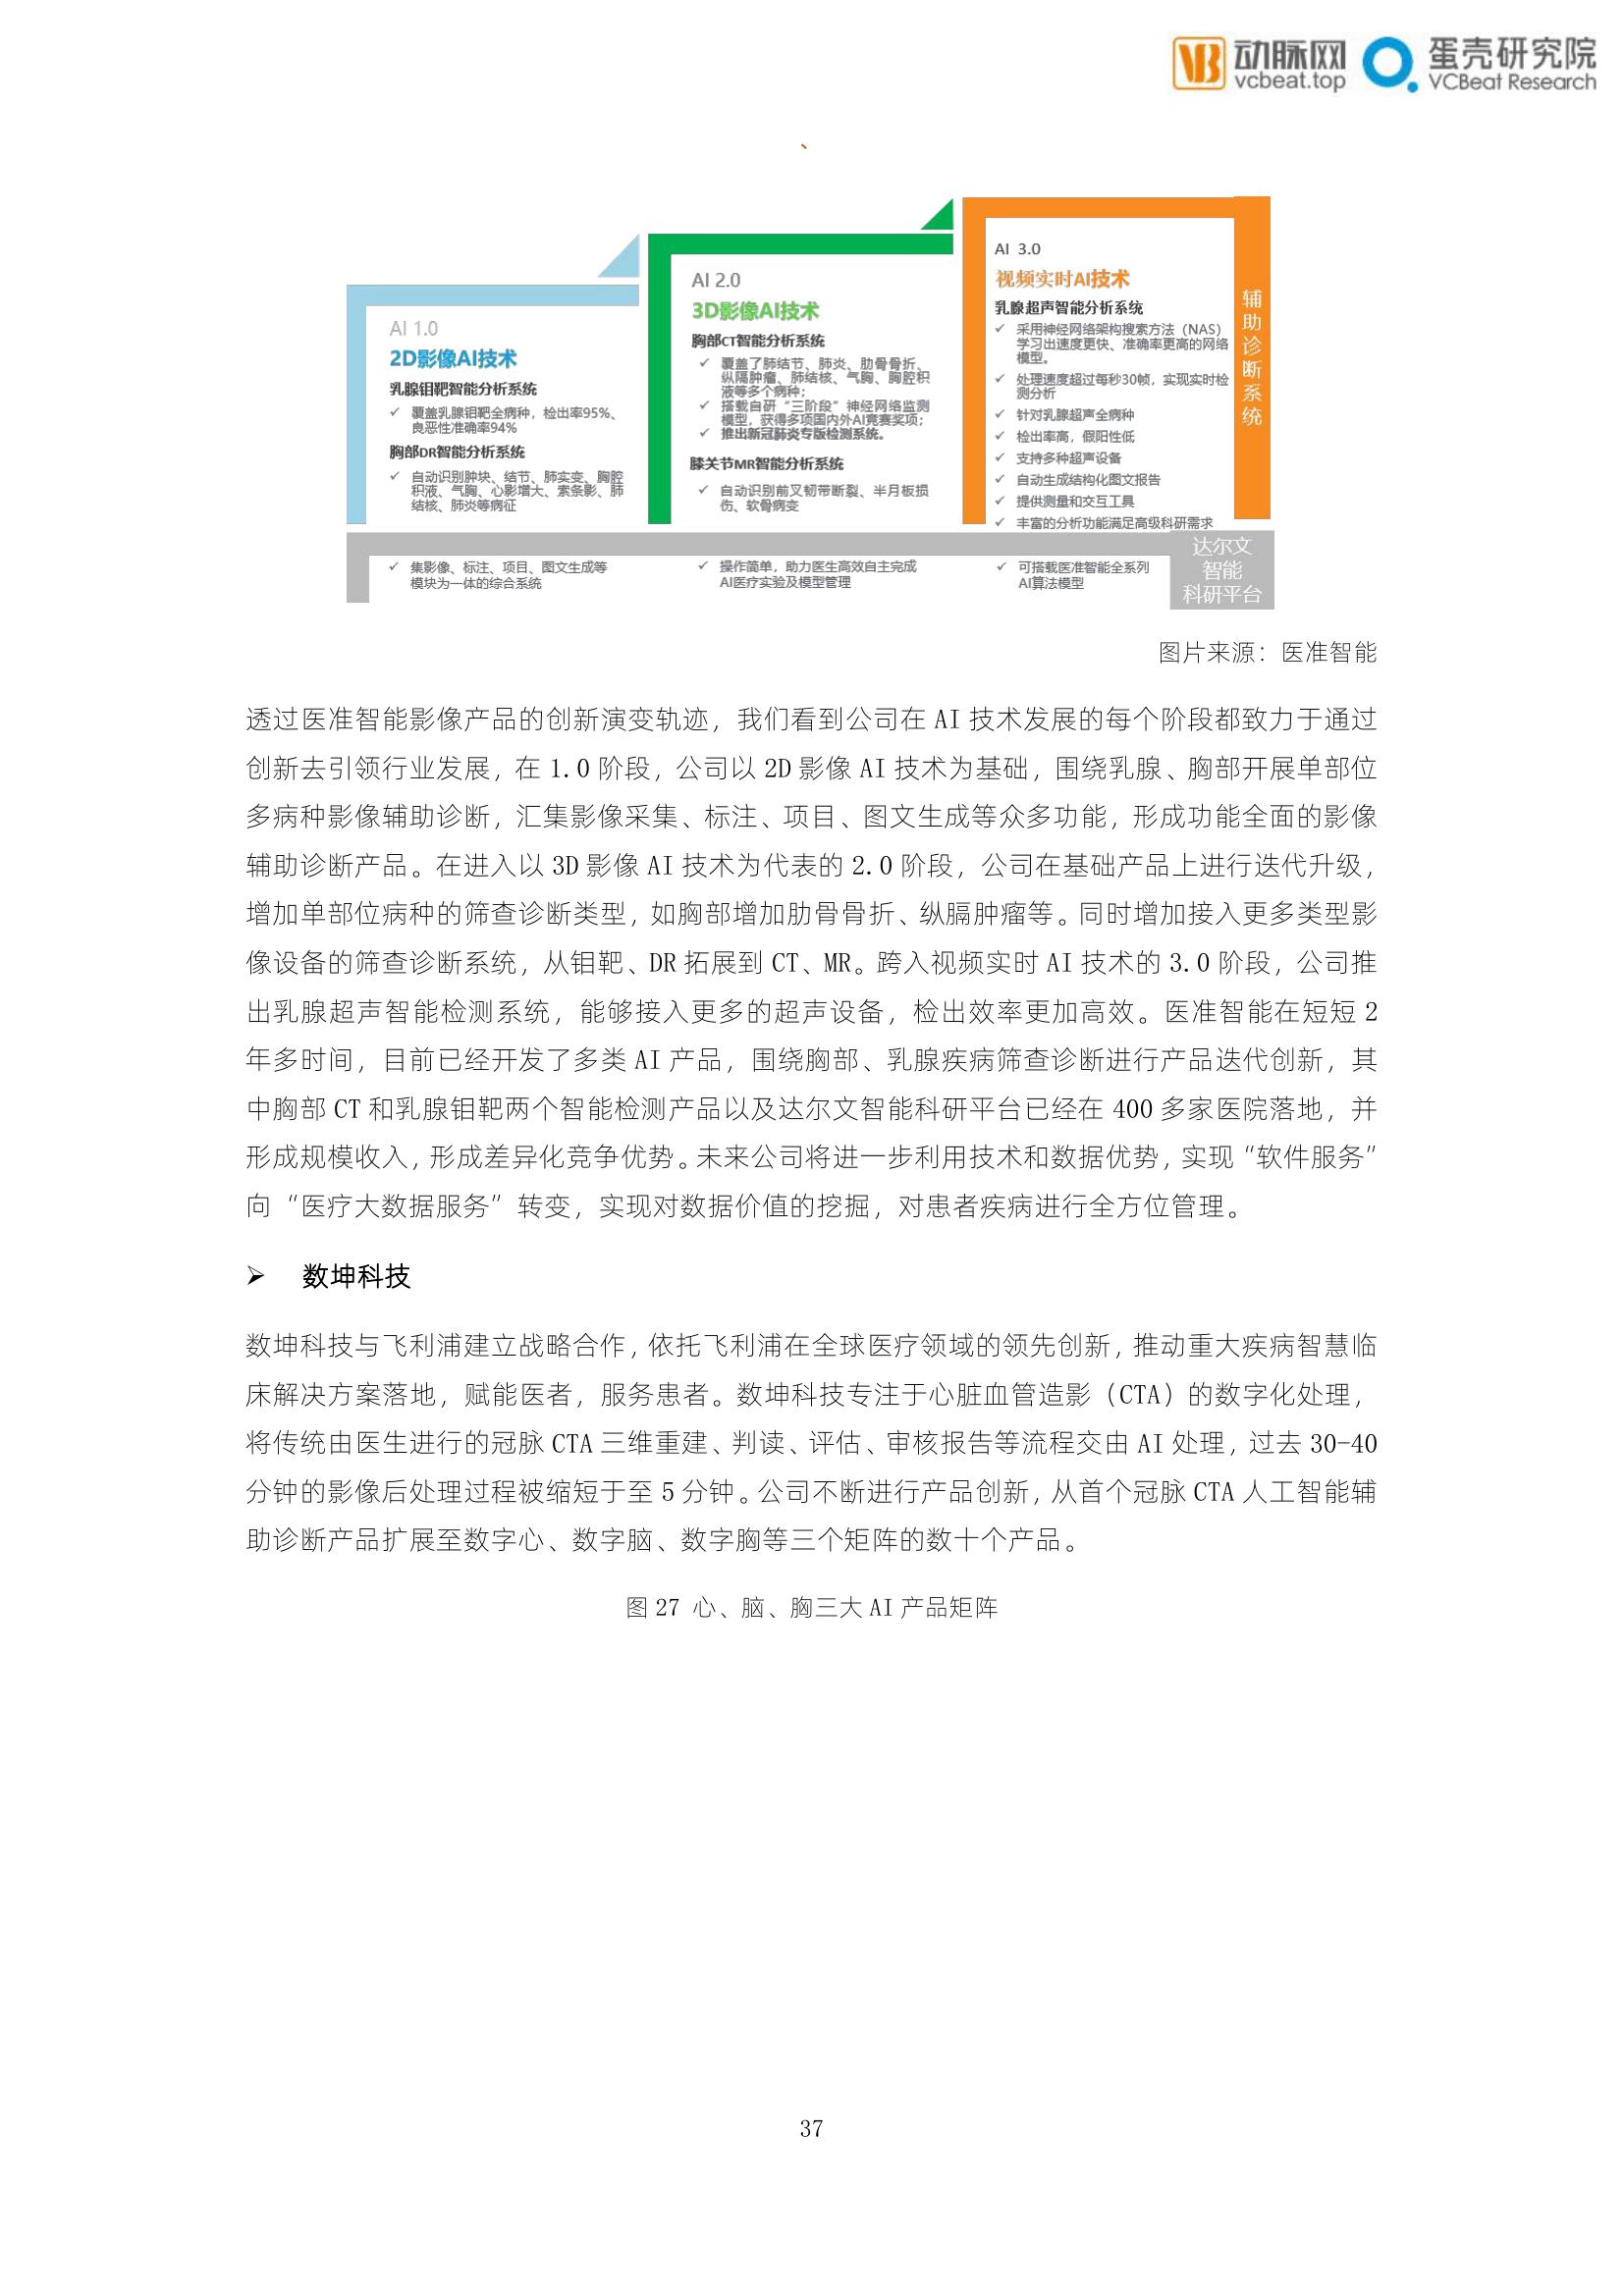 动脉网
vcbeat.top
蛋壳研究院
VCBeat Research
、
AI 1.0
2D影像AI技术
乳腺钼靶智能分析系统
✓ 覆盖乳腺钼靶全病种，检出率95%、
良恶性准确率94%
胸部DR智能分析系统
✓ 自动识别肿块、结节、肺实变、胸腔
积液、气胸、心影增大、索条影、肺
结核、肺炎等病征
AI 2.0
3D影像AI技术
胸部CT智能分析系统
✓ 覆盖了肺结节、肺炎、肋骨骨折、
纵隔肿瘤、肺结核、气胸、胸腔积
液等多个病种；
✓ 搭载自研“三阶段”神经网络监测
模型，获得多项国内外AI竞赛奖项；
✓ 推出新冠肺炎专版检测系统。
膝关节MR智能分析系统
✓ 自动识别前叉韧带断裂、半月板损
伤、软骨病变
AI 3.0
视频实时AI技术
乳腺超声智能分析系统
✓ 采用神经网络架构搜索方法（NAS）
学习出速度更快、准确率更高的网络
模型。
✓ 处理速度超过每秒30帧，实现实时检
测分析
✓ 针对乳腺超声全病种
✓ 检出率高，假阳性低
✓ 支持多种超声设备
✓ 自动生成结构化图文报告
✓ 提供测量和交互工具
✓ 丰富的分析功能满足高级科研需求
辅助诊断系统
✓ 集影像、标注、项目、图文生成等
模块为一体的综合系统
✓ 操作简单，助力医生高效自主完成
AI医疗实验及模型管理
✓ 可搭载医准智能全系列
AI算法模型
达尔文
智能
科研平台
图片来源：医准智能
透过医准智能影像产品的创新演变轨迹，我们看到公司在 AI 技术发展的每个阶段都致力于通过
创新去引领行业发展，在 1.0 阶段，公司以 2D 影像 AI 技术为基础，围绕乳腺、胸部开展单部位
多病种影像辅助诊断，汇集影像采集、标注、项目、图文生成等众多功能，形成功能全面的影像
辅助诊断产品。在进入以 3D 影像 AI 技术为代表的 2.0 阶段，公司在基础产品上进行迭代升级，
增加单部位病种的筛查诊断类型，如胸部增加肋骨骨折、纵膈肿瘤等。同时增加接入更多类型影
像设备的筛查诊断系统，从钼靶、DR 拓展到 CT、MR。跨入视频实时 AI 技术的 3.0 阶段，公司推
出乳腺超声智能检测系统，能够接入更多的超声设备，检出效率更加高效。医准智能在短短 2
年多时间，目前已经开发了多类 AI 产品，围绕胸部、乳腺疾病筛查诊断进行产品迭代创新，其
中胸部 CT 和乳腺钼靶两个智能检测产品以及达尔文智能科研平台已经在 400 多家医院落地，并
形成规模收入，形成差异化竞争优势。未来公司将进一步利用技术和数据优势，实现“软件服务”
向“医疗大数据服务”转变，实现对数据价值的挖掘，对患者疾病进行全方位管理。
➢ 数坤科技
数坤科技与飞利浦建立战略合作，依托飞利浦在全球医疗领域的领先创新，推动重大疾病智慧临
床解决方案落地，赋能医者，服务患者。数坤科技专注于心脏血管造影（CTA）的数字化处理，
将传统由医生进行的冠脉 CTA 三维重建、判读、评估、审核报告等流程交由 AI 处理，过去 30-40
分钟的影像后处理过程被缩短于至 5 分钟。公司不断进行产品创新，从首个冠脉 CTA 人工智能辅
助诊断产品扩展至数字心、数字脑、数字胸等三个矩阵的数十个产品。
图 27 心、脑、胸三大 AI 产品矩阵
37